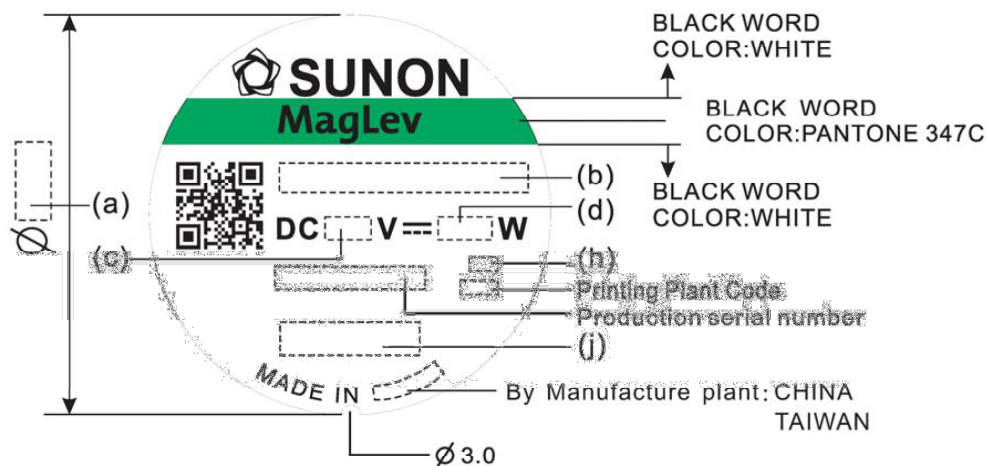 BLACK WORD
COLOR:WHITE
SUNON
MagLev
BLACK WORD
COLOR:PANTONE 347C
(a)
(b)
BLACK WORD
COLOR:WHITE
(d)
DC V W
Ø
(c)
(h)
Printing Plant Code
Production serial number
(j)
MADE IN
By Manufacture plant: CHINA
TAIWAN
Ø 3.0